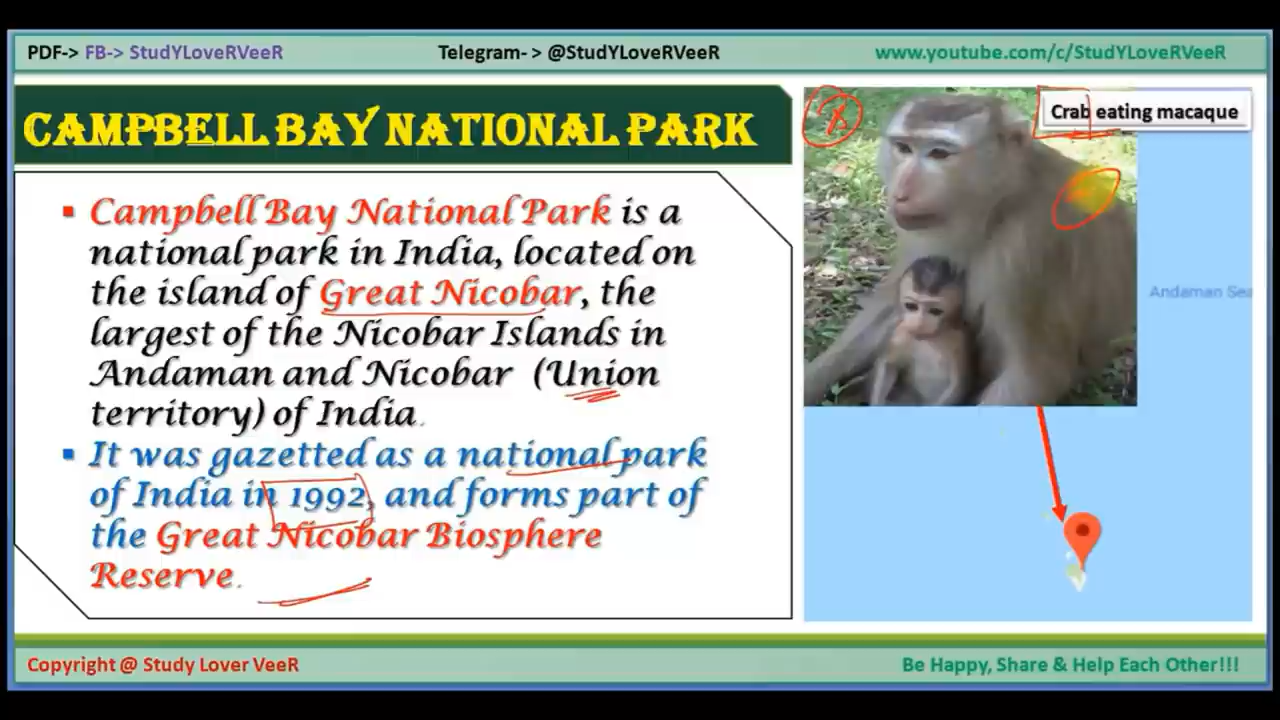 PDF-> FB-> StudYLoveRVeeR
Telegram- > @StudYLoveRVeeR
www.youtube.com/c/StudYLoveRVeeR
CAMPBELL BAY NATIONAL PARK
Crab eating macaque
▪ Campbell Bay National Park is a
national park in India, located on
the island of Great Nicobar, the
largest of the Nicobar Islands in
Andaman and Nicobar (Union
territory) of India.
▪ It was gazetted as a national park
of India in 1992, and forms part of
the Great Nicobar Biosphere
Reserve.
Andaman Sea
Copyright @ Study Lover VeeR
Be Happy, Share & Help Each Other!!!